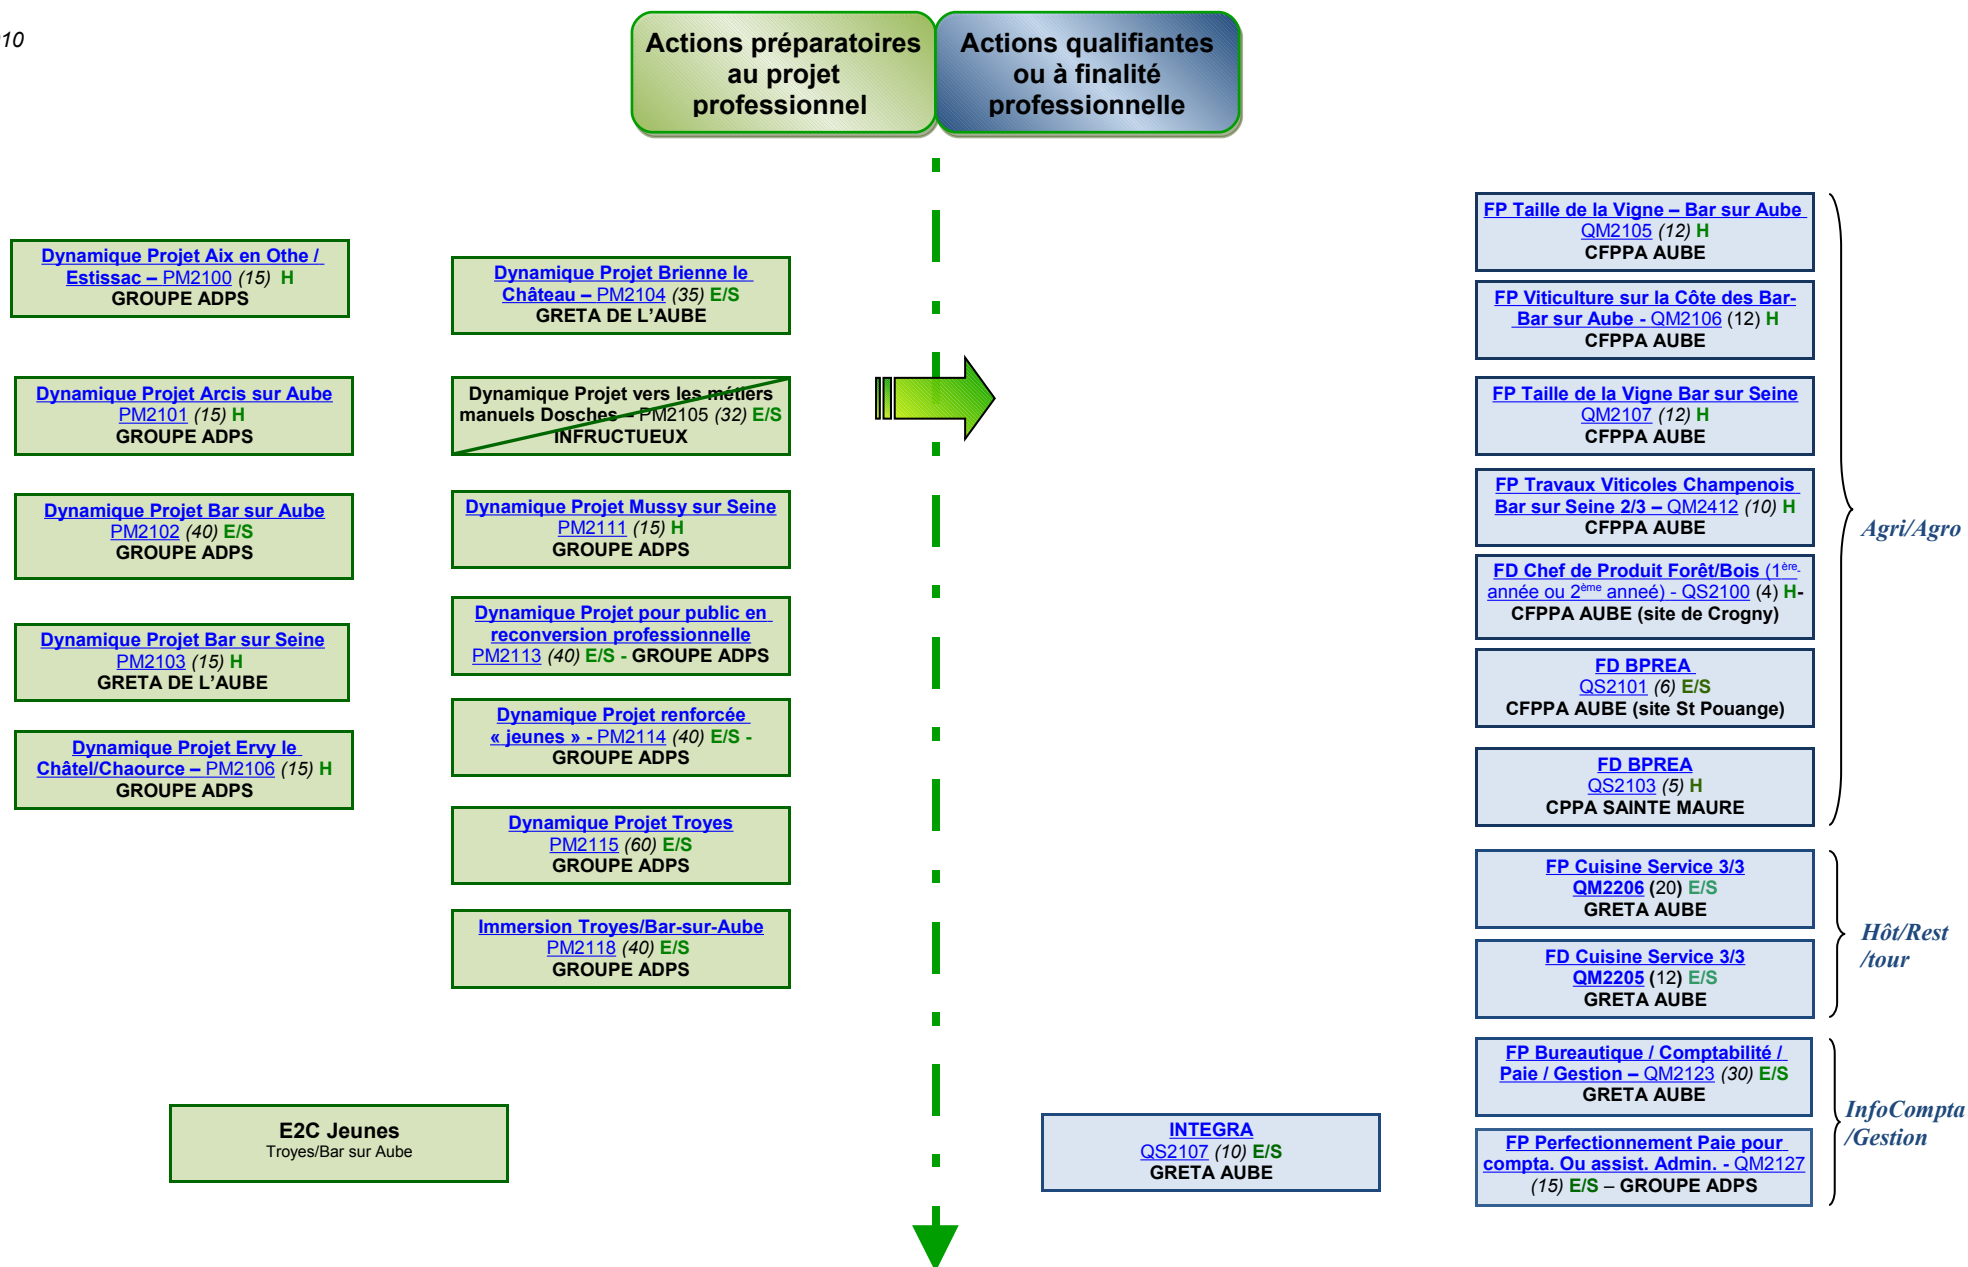 10
Actions préparatoires
au projet
professionnel
Actions qualifiantes
ou à finalité
professionnelle
Dynamique Projet Aix en Othe /
Estissac – PM2100 (15) H
GROUPE ADPS
Dynamique Projet Arcis sur Aube
PM2101 (15) H
GROUPE ADPS
Dynamique Projet Bar sur Aube
PM2102 (40) E/S
GROUPE ADPS
Dynamique Projet Bar sur Seine
PM2103 (15) H
GRETA DE L'AUBE
Dynamique Projet Ervy le
Châtel/Chaource – PM2106 (15) H
GROUPE ADPS
Dynamique Projet Brienne le
Château – PM2104 (35) E/S
GRETA DE L'AUBE
Dynamique Projet vers les métiers
manuels Dosches – PM2105 (32) E/S
INFRUCTUEUX
Dynamique Projet Mussy sur Seine
PM2111 (15) H
GROUPE ADPS
Dynamique Projet pour public en
reconversion professionnelle
PM2113 (40) E/S - GROUPE ADPS
Dynamique Projet renforcée
« jeunes » - PM2114 (40) E/S -
GROUPE ADPS
Dynamique Projet Troyes
PM2115 (60) E/S
GROUPE ADPS
Immersion Troyes/Bar-sur-Aube
PM2118 (40) E/S
GROUPE ADPS
E2C Jeunes
Troyes/Bar sur Aube
INTEGRA
QS2107 (10) E/S
GRETA AUBE
FP Taille de la Vigne – Bar sur Aube
QM2105 (12) H
CFPPA AUBE
FP Viticulture sur la Côte des Bar-
Bar sur Aube - QM2106 (12) H
CFPPA AUBE
FP Taille de la Vigne Bar sur Seine
QM2107 (12) H
CFPPA AUBE
FP Travaux Viticoles Champenois
Bar sur Seine 2/3 – QM2412 (10) H
CFPPA AUBE
FD Chef de Produit Forêt/Bois (1ère
année ou 2ème anneé) - QS2100 (4) H-
CFPPA AUBE (site de Crogny)
FD BPREA
QS2101 (6) E/S
CFPPA AUBE (site St Pouange)
FD BPREA
QS2103 (5) H
CPPA SAINTE MAURE
Agri/Agro
FP Cuisine Service 3/3
QM2206 (20) E/S
GRETA AUBE
FD Cuisine Service 3/3
QM2205 (12) E/S
GRETA AUBE
Hôt/Rest
/tour
FP Bureautique / Comptabilité /
Paie / Gestion – QM2123 (30) E/S
GRETA AUBE
FP Perfectionnement Paie pour
compta. Ou assist. Admin. - QM2127
(15) E/S – GROUPE ADPS
InfoCompta
/Gestion